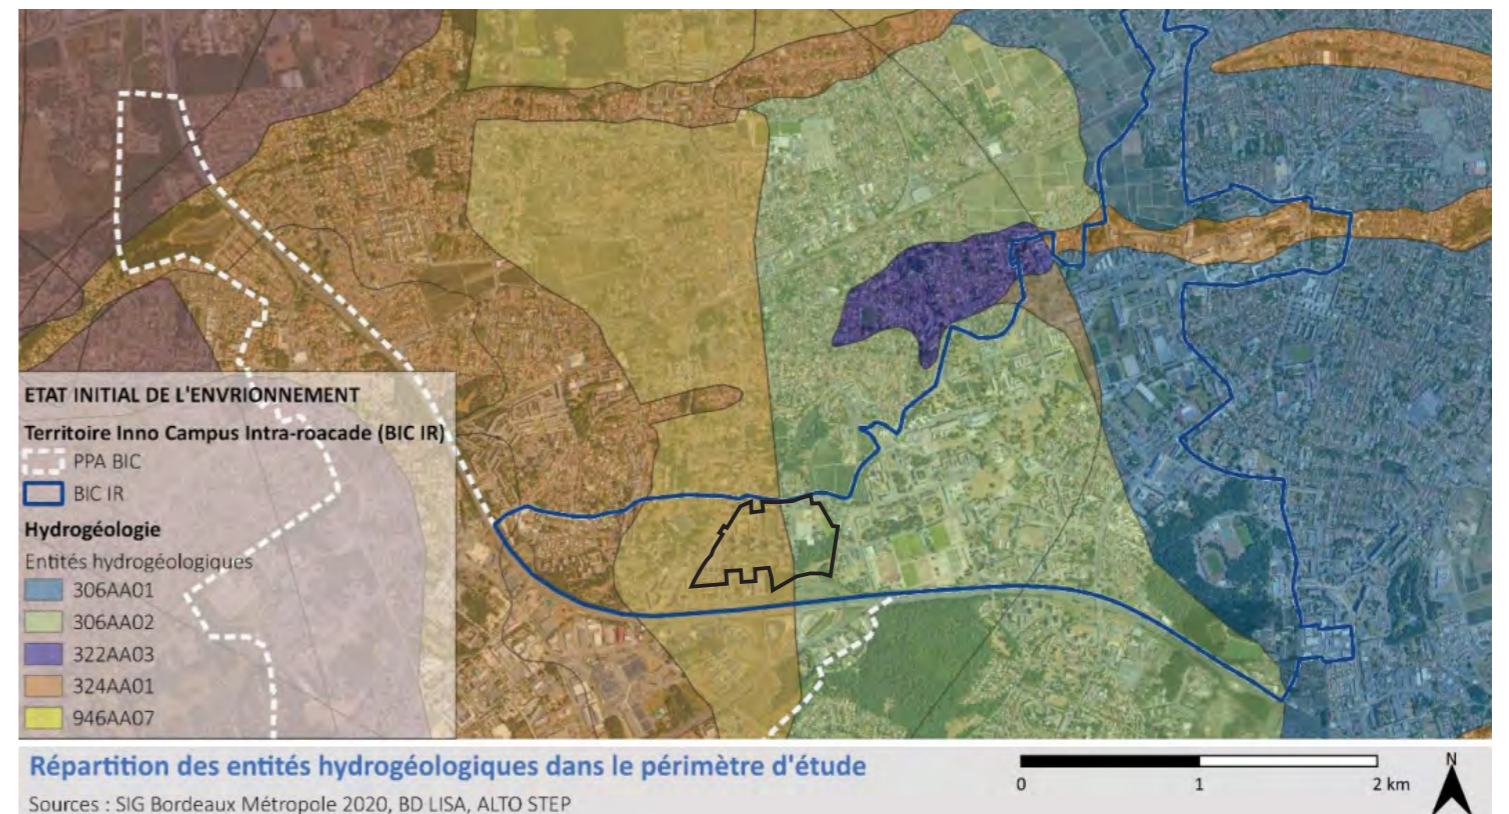 ETAT INITIAL DE L'ENVRIONNEMENT
Territoire Inno Campus Intra-roacade (BIC IR)
PPA BIC
BIC IR
Hydrogéologie
Entités hydrogéologiques
306AA01
306AA02
322AA03
324AA01
946AA07
Répartition des entités hydrogéologiques dans le périmètre d'étude
Sources : SIG Bordeaux Métropole 2020, BD LISA, ALTO STEP
0 1 2 km
N